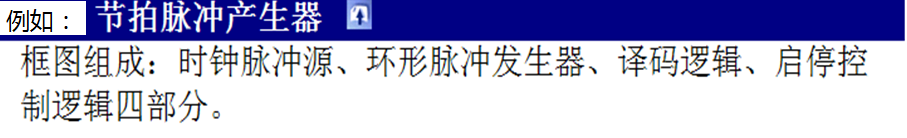 例如： 节拍脉冲产生器
框图组成：时钟脉冲源、环形脉冲发生器、译码逻辑、启停控
制逻辑四部分。